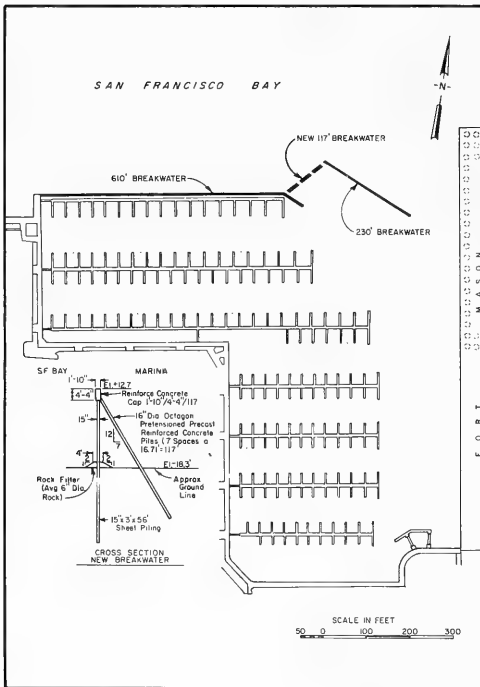 SAN FRANCISCO BAY
-N-
NEW 117' BREAKWATER
610' BREAKWATER
230' BREAKWATER
FORT MASON
S.F BAY MARINA
1'-10"
El.+12.7
4'-4"
Reinforce Concrete
Cap 1'-10"/4'-4"/117
15"
16" Dia Octagon
Pretensioned Precast
Reinforced Concrete
Piles (7 Spaces a
16.71'=117'
12
7
4'
1
1
El-18.3'
Rock Filter
(Avg 6" Dia
Rock)
Approx
Ground
Line
15"x3'x56'
Sheet Piling
CROSS SECTION
NEW BREAKWATER
SCALE IN FEET
50 0 100 200 300